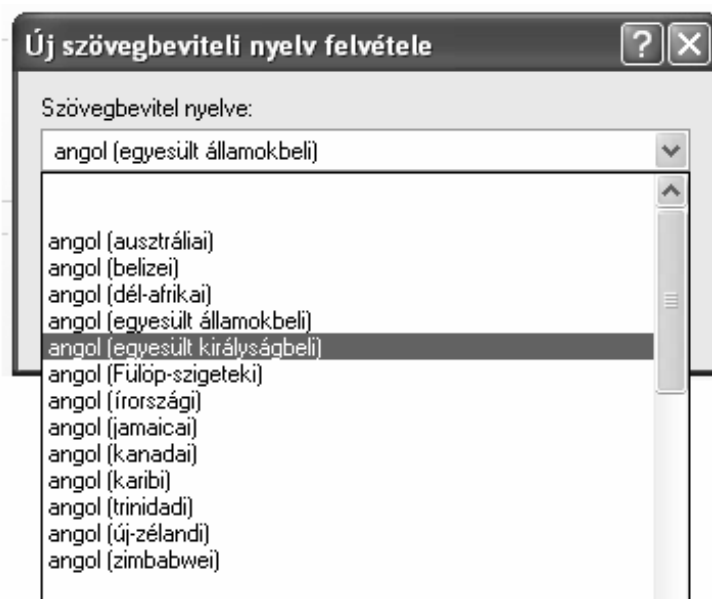 Új szövegbeviteli nyelv felvétele
Szövegbevitel nyelve:
angol (egyesült államokbeli)
angol (ausztráliai)
angol (belizei)
angol (dél-afrikai)
angol (egyesült államokbeli)
angol (egyesült királyságbeli)
angol (Fülöp-szigeteki)
angol (írországi)
angol (jamaicai)
angol (kanadai)
angol (karibi)
angol (trinidadi)
angol (új-zélandi)
angol (zimbabwei)